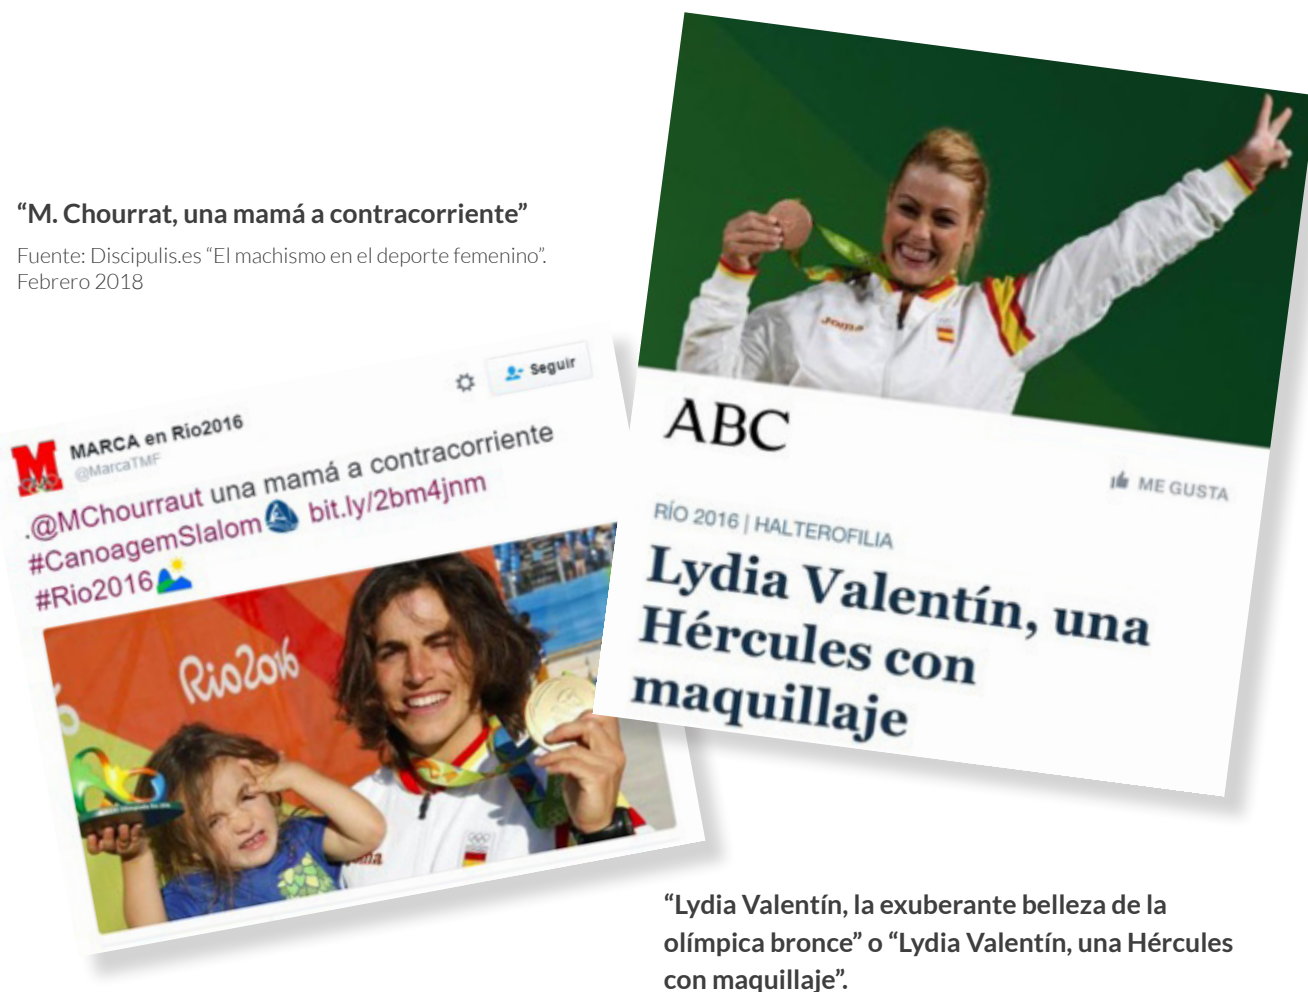 “M. Chourrat, una mamá a contracorriente”
Fuente: Discipulis.es “El machismo en el deporte femenino”.
Febrero 2018
Seguir
MARCA en Rio2016
@MarcaTMF
.@MChourraut una mamá a contracorriente
#CanoagemSlalom bit.ly/2bm4jnm
#Rio2016
Rio2016
Joma
ABC
ME GUSTA
RÍO 2016 | HALTEROFILIA
Lydia Valentín, una
Hércules con
maquillaje
“Lydia Valentín, la exuberante belleza de la
olímpica bronce” o “Lydia Valentín, una Hércules
con maquillaje”.